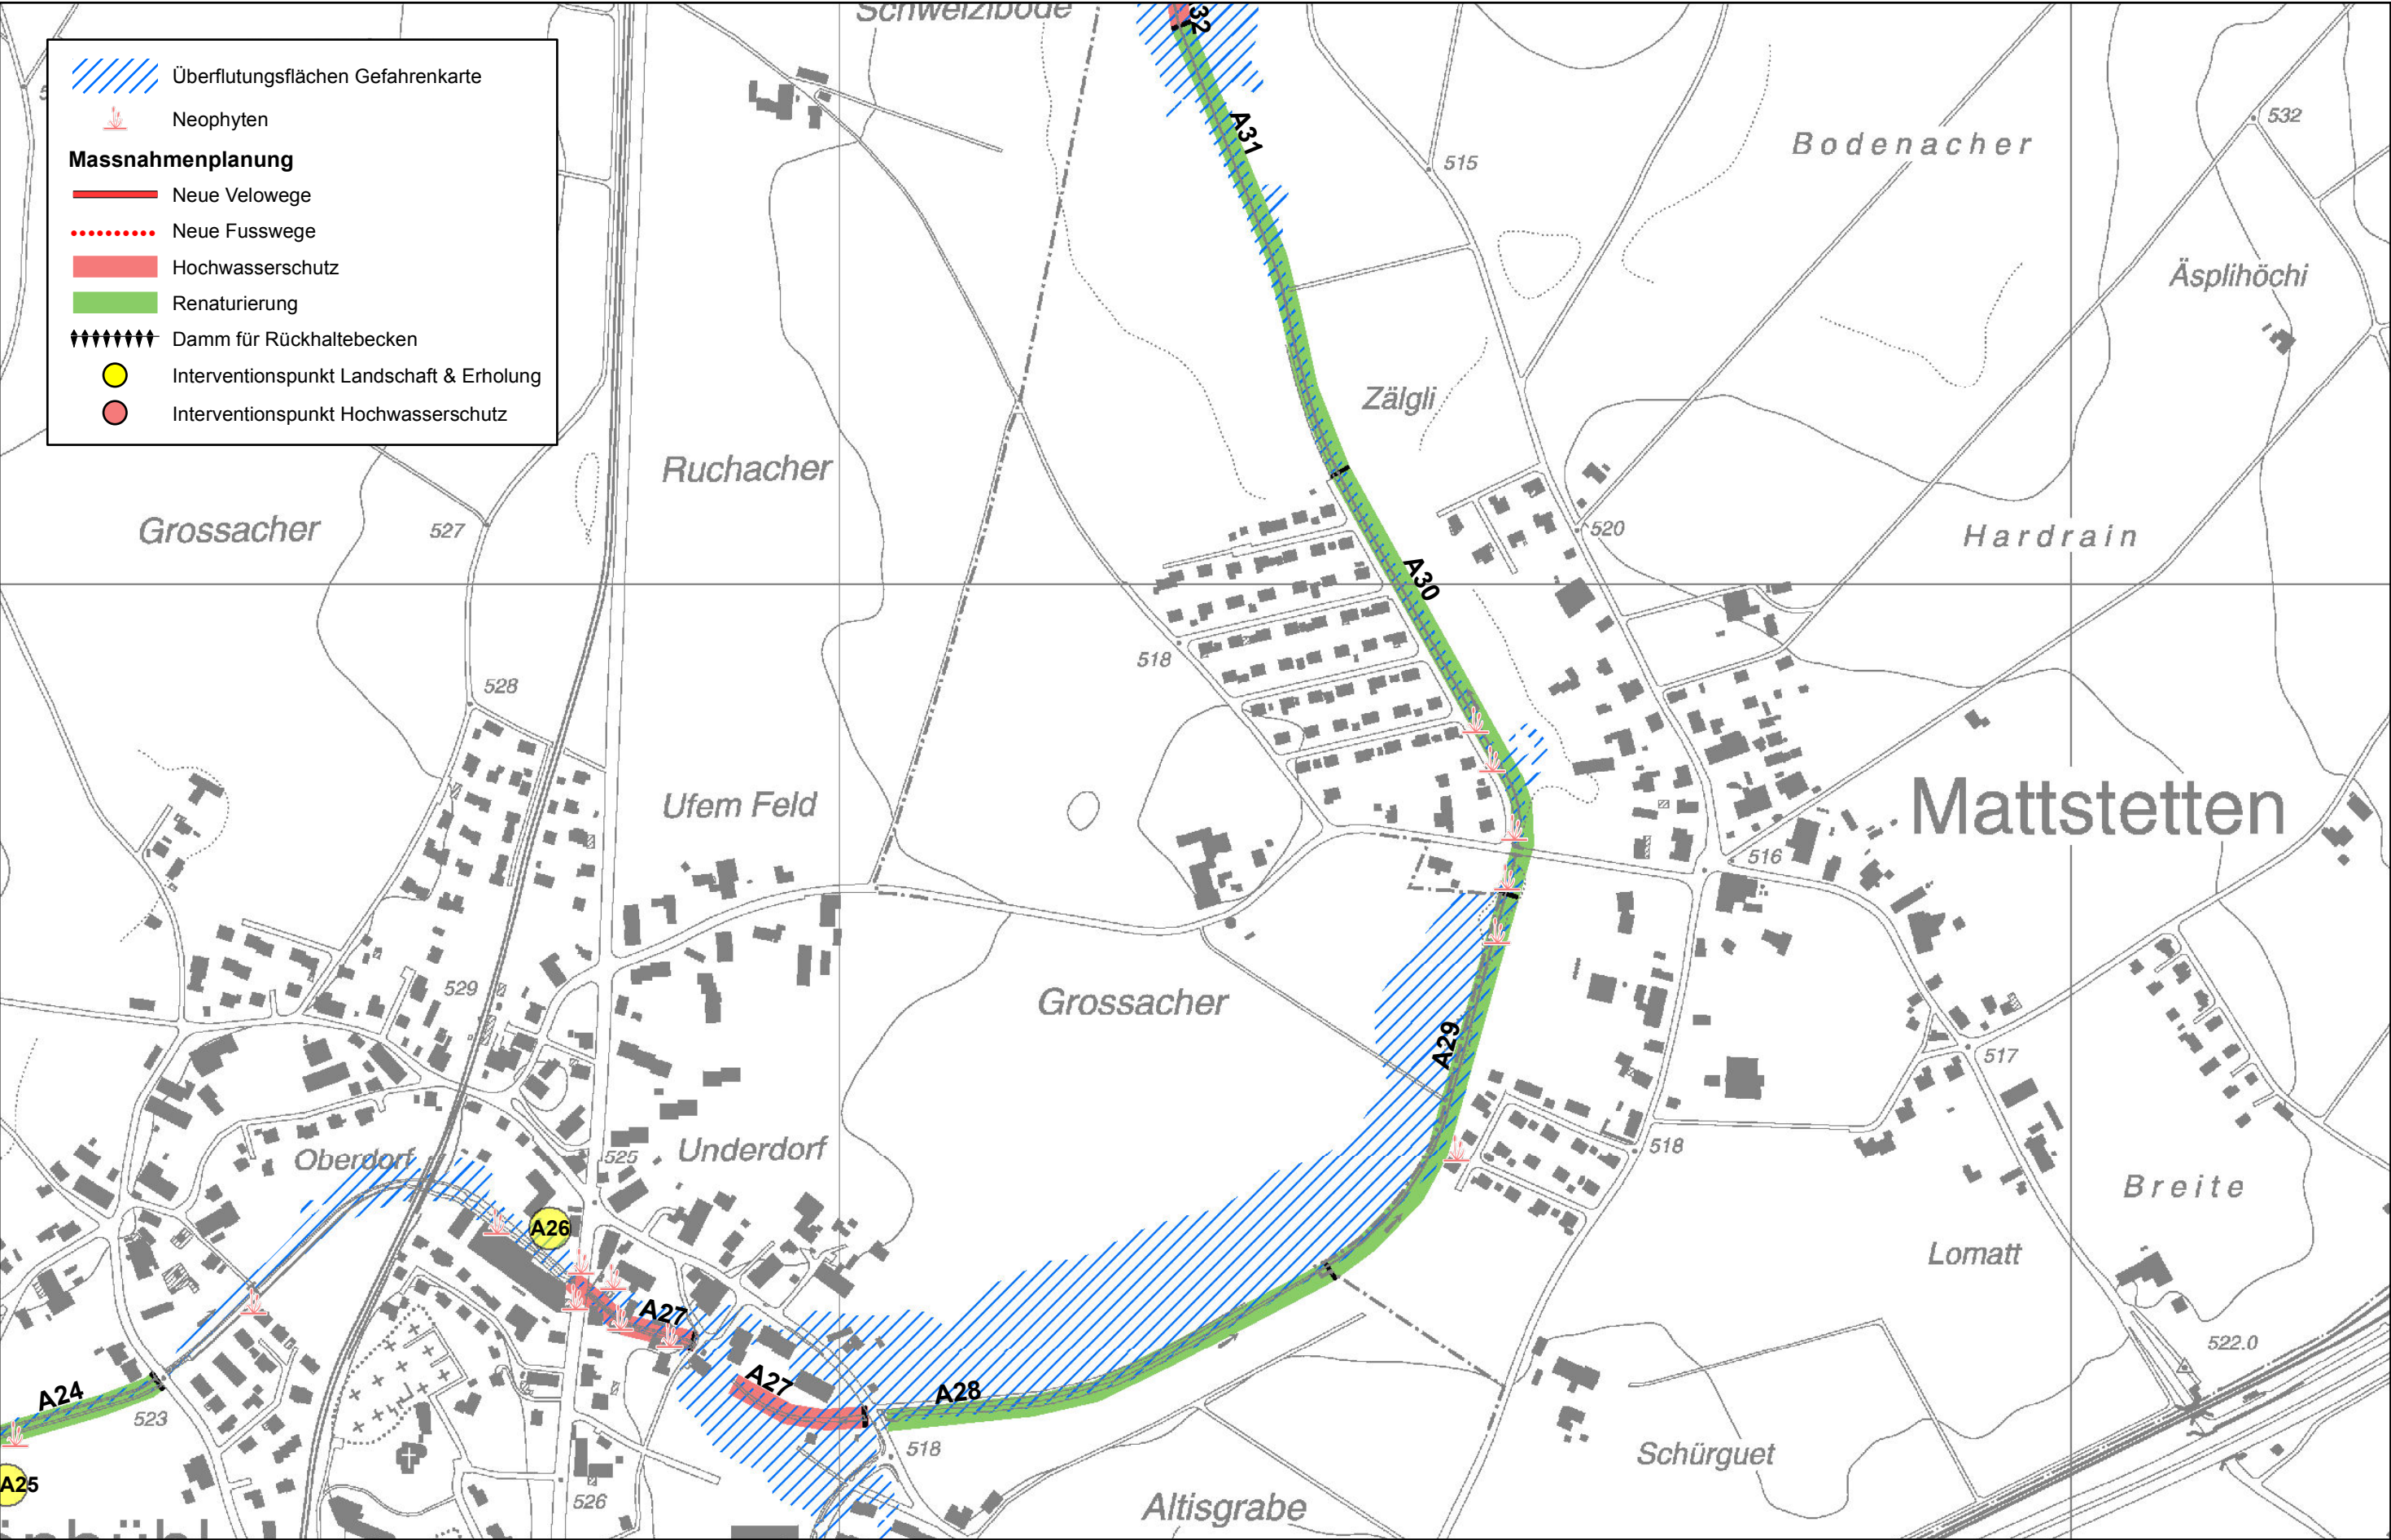 Schweizibode
Überflutungsflächen Gefahrenkarte
Neophyten
Massnahmenplanung
Neue Velowege
Neue Fusswege
Hochwasserschutz
Renaturierung
Damm für Rückhaltebecken
Interventionspunkt Landschaft & Erholung
Interventionspunkt Hochwasserschutz
A32
A31
515
Bodenacher
532
Äsplihöchi
Zälgli
Ruchacher
Grossacher
527
520
Hardrain
A30
518
528
Ufem Feld
Mattstetten
516
529
Grossacher
A29
517
Oberdorf
525
Underdorf
518
Breite
A26
Lomatt
A27
522.0
A27
A28
A24
523
518
Schürguet
A25
526
Altisgrabe